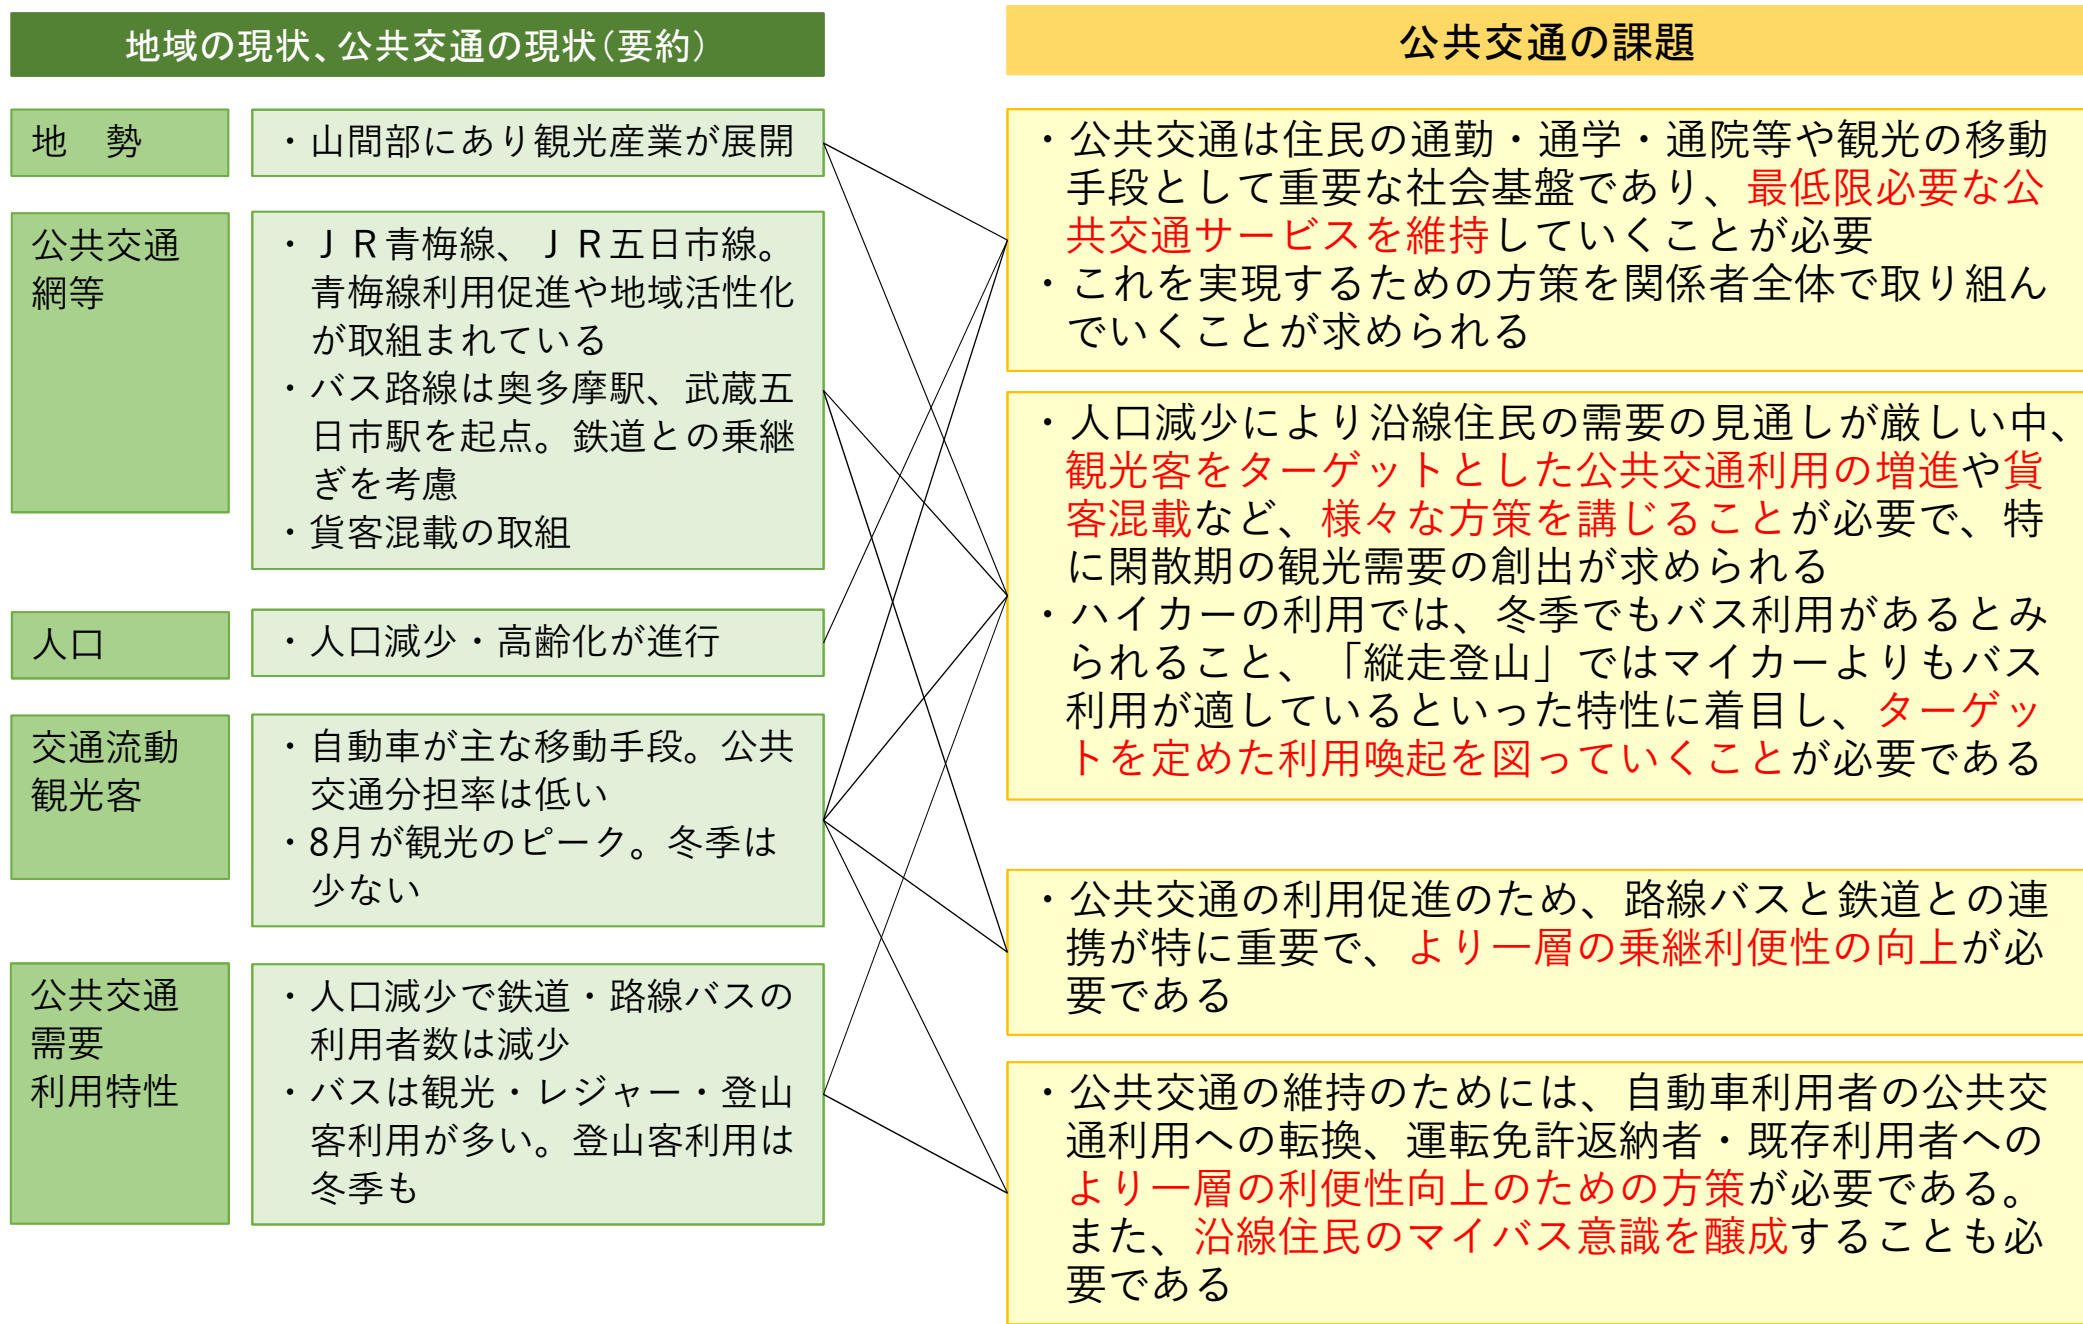 地域の現状、公共交通の現状（要約）
地　勢
・山間部にあり観光産業が展開
公共交通
網等
・ＪＲ青梅線、ＪＲ五日市線。
青梅線利用促進や地域活性化
が取組まれている
・バス路線は奥多摩駅、武蔵五
日市駅を起点。鉄道との乗継
ぎを考慮
・貨客混載の取組
人口
・人口減少・高齢化が進行
交通流動
観光客
・自動車が主な移動手段。公共
交通分担率は低い
・8月が観光のピーク。冬季は
少ない
公共交通
需要
利用特性
・人口減少で鉄道・路線バスの
利用者数は減少
・バスは観光・レジャー・登山
客利用が多い。登山客利用は
冬季も
公共交通の課題
・公共交通は住民の通勤・通学・通院等や観光の移動
手段として重要な社会基盤であり、最低限必要な公
共交通サービスを維持していくことが必要
・これを実現するための方策を関係者全体で取り組ん
でいくことが求められる
・人口減少により沿線住民の需要の見通しが厳しい中、
観光客をターゲットとした公共交通利用の増進や貨
客混載など、様々な方策を講じることが必要で、特
に閑散期の観光需要の創出が求められる
・ハイカーの利用では、冬季でもバス利用があるとみ
られること、「縦走登山」ではマイカーよりもバス
利用が適しているといった特性に着目し、ターゲッ
トを定めた利用喚起を図っていくことが必要である
・公共交通の利用促進のため、路線バスと鉄道との連
携が特に重要で、より一層の乗継利便性の向上が必
要である
・公共交通の維持のためには、自動車利用者の公共交
通利用への転換、運転免許返納者・既存利用者への
より一層の利便性向上のための方策が必要である。
また、沿線住民のマイバス意識を醸成することも必
要である